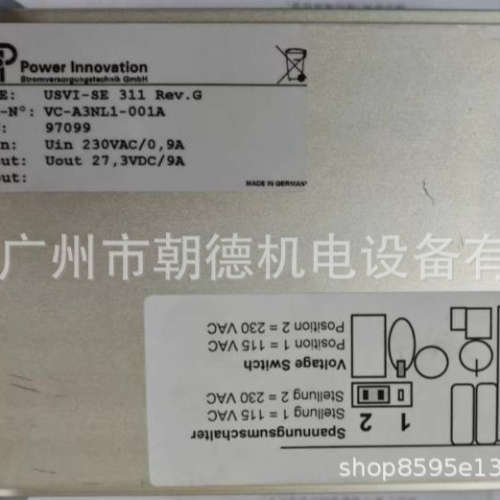 Power Innovation
Stromversorgungstechnik GmbH
E: USVI-SE 311 Rev.G
-N°: VC-A3NL1-001A
: 97099
n: Uin 230VAC/0,9A
ut: Uout 27,3VDC/9A
out:
MADE IN GERMANY
广州市朝德机电设备有
Spannungsumschalter
Stellung 1 = 115 VAC
Stellung 2 = 230 VAC
1 2
Voltage Switch
Position 1 = 115 VAC
Position 2 = 230 VAC
shop8595e13